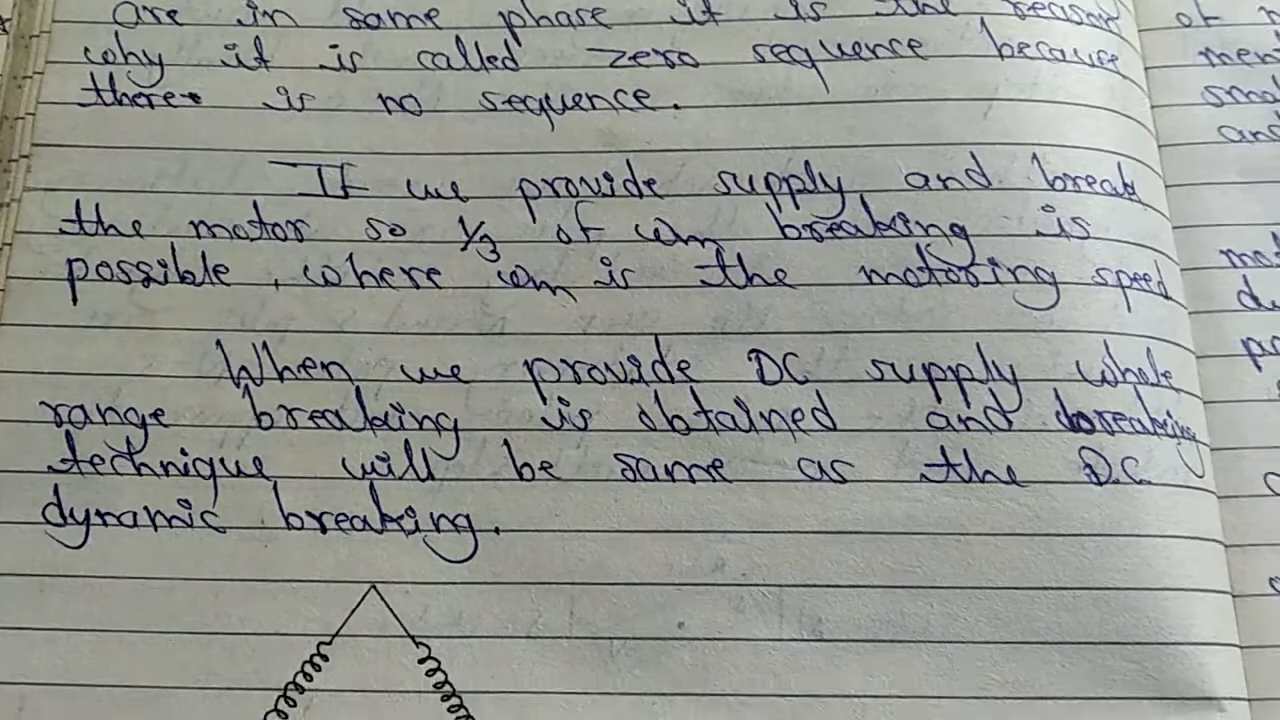 are in same phase it is the reason
why it is called zero sequence because
there is no sequence.
If we provide supply and break
the motor so 1/3 of ωm breaking is
possible, where ωm is the motoring speed
When we provide DC supply whole
range breaking is obtained and breaking
technique will be same as the D.C
dynamic breaking.
of
and